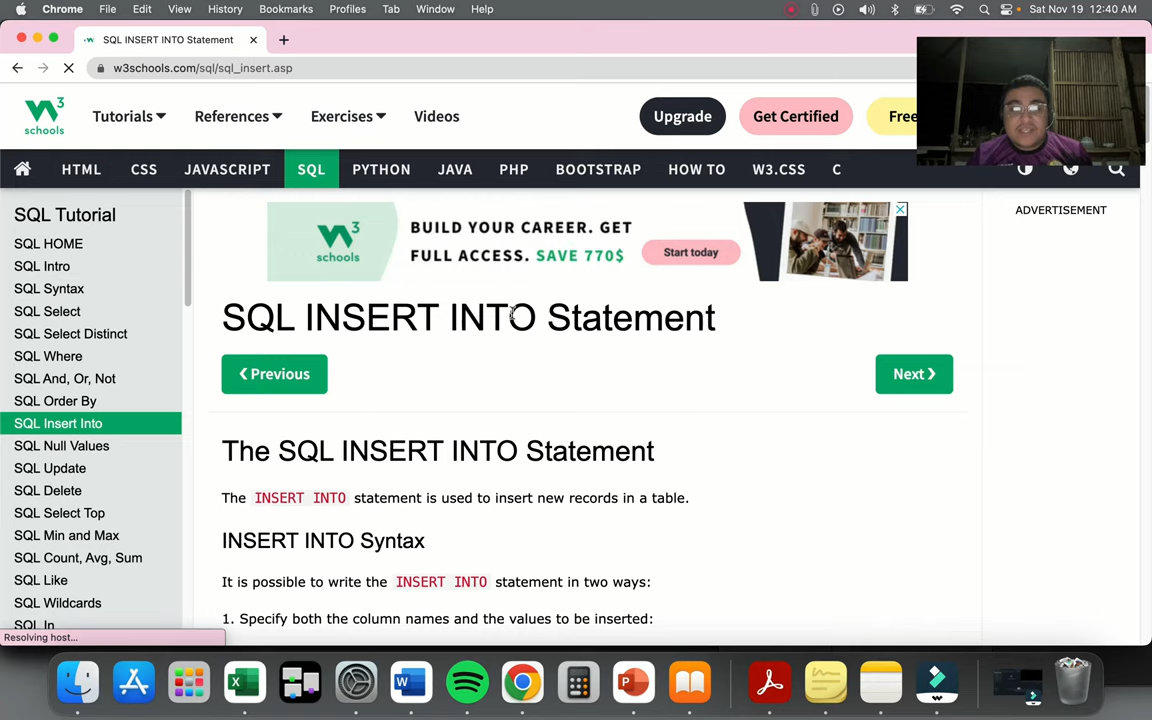 Chrome File Edit View History Bookmarks Profiles Tab Window Help Sat Nov 19 12:40 AM
SQL INSERT INTO Statement
w3schools.com/sql/sql_insert.asp
W3 schools Tutorials References Exercises Videos Upgrade Get Certified Free
HTML CSS JAVASCRIPT SQL PYTHON JAVA PHP BOOTSTRAP HOW TO W3.CSS C
SQL Tutorial
SQL HOME
SQL Intro
SQL Syntax
SQL Select
SQL Select Distinct
SQL Where
SQL And, Or, Not
SQL Order By
SQL Insert Into
SQL Null Values
SQL Update
SQL Delete
SQL Select Top
SQL Min and Max
SQL Count, Avg, Sum
SQL Like
SQL Wildcards
SQL In
Resolving host...
W3 schools
BUILD YOUR CAREER. GET
FULL ACCESS. SAVE 770$
Start today
ADVERTISEMENT
SQL INSERT INTO Statement
❮ Previous
Next ❯
The SQL INSERT INTO Statement
The INSERT INTO statement is used to insert new records in a table.
INSERT INTO Syntax
It is possible to write the INSERT INTO statement in two ways:
1. Specify both the column names and the values to be inserted: